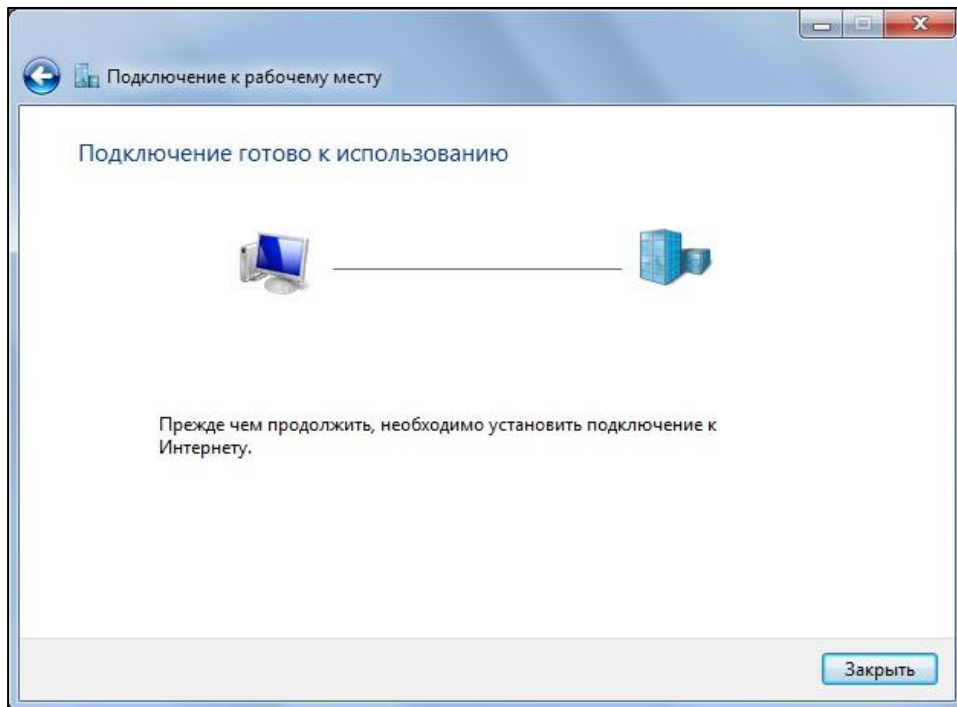 Подключение к рабочему месту
Подключение готово к использованию
Прежде чем продолжить, необходимо установить подключение к
Интернету.
Закрыть